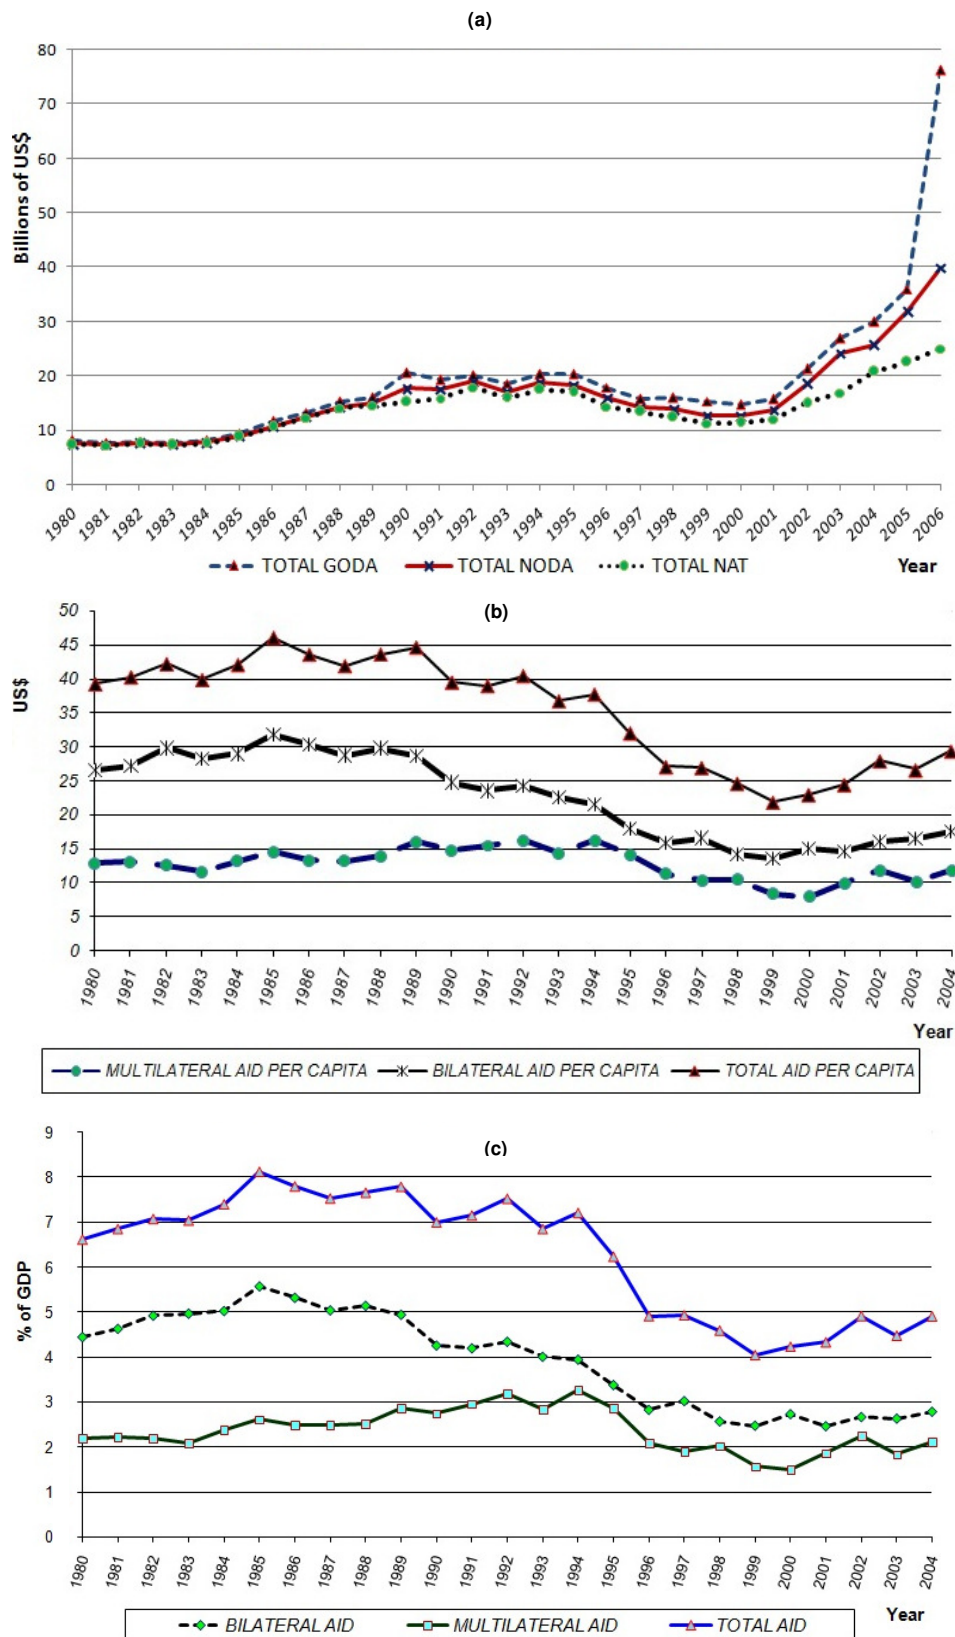 (a)
80
70
60
50
40
30
20
10
0
Billions of US$
1980 1981 1982 1983 1984 1985 1986 1987 1988 1989 1990 1991 1992 1993 1994 1995 1996 1997 1998 1999 2000 2001 2002 2003 2004 2005 2006
TOTAL GODA TOTAL NODA TOTAL NAT Year
(b)
50
45
40
35
30
25
20
15
10
5
0
US$
1980 1981 1982 1983 1984 1985 1986 1987 1988 1989 1990 1991 1992 1993 1994 1995 1996 1997 1998 1999 2000 2001 2002 2003 2004
Year
MULTILATERAL AID PER CAPITA BILATERAL AID PER CAPITA TOTAL AID PER CAPITA
(c)
9
8
7
6
5
4
3
2
1
0
% of GDP
1980 1981 1982 1983 1984 1985 1986 1987 1988 1989 1990 1991 1992 1993 1994 1995 1996 1997 1998 1999 2000 2001 2002 2003 2004
BILATERAL AID MULTILATERAL AID TOTAL AID Year